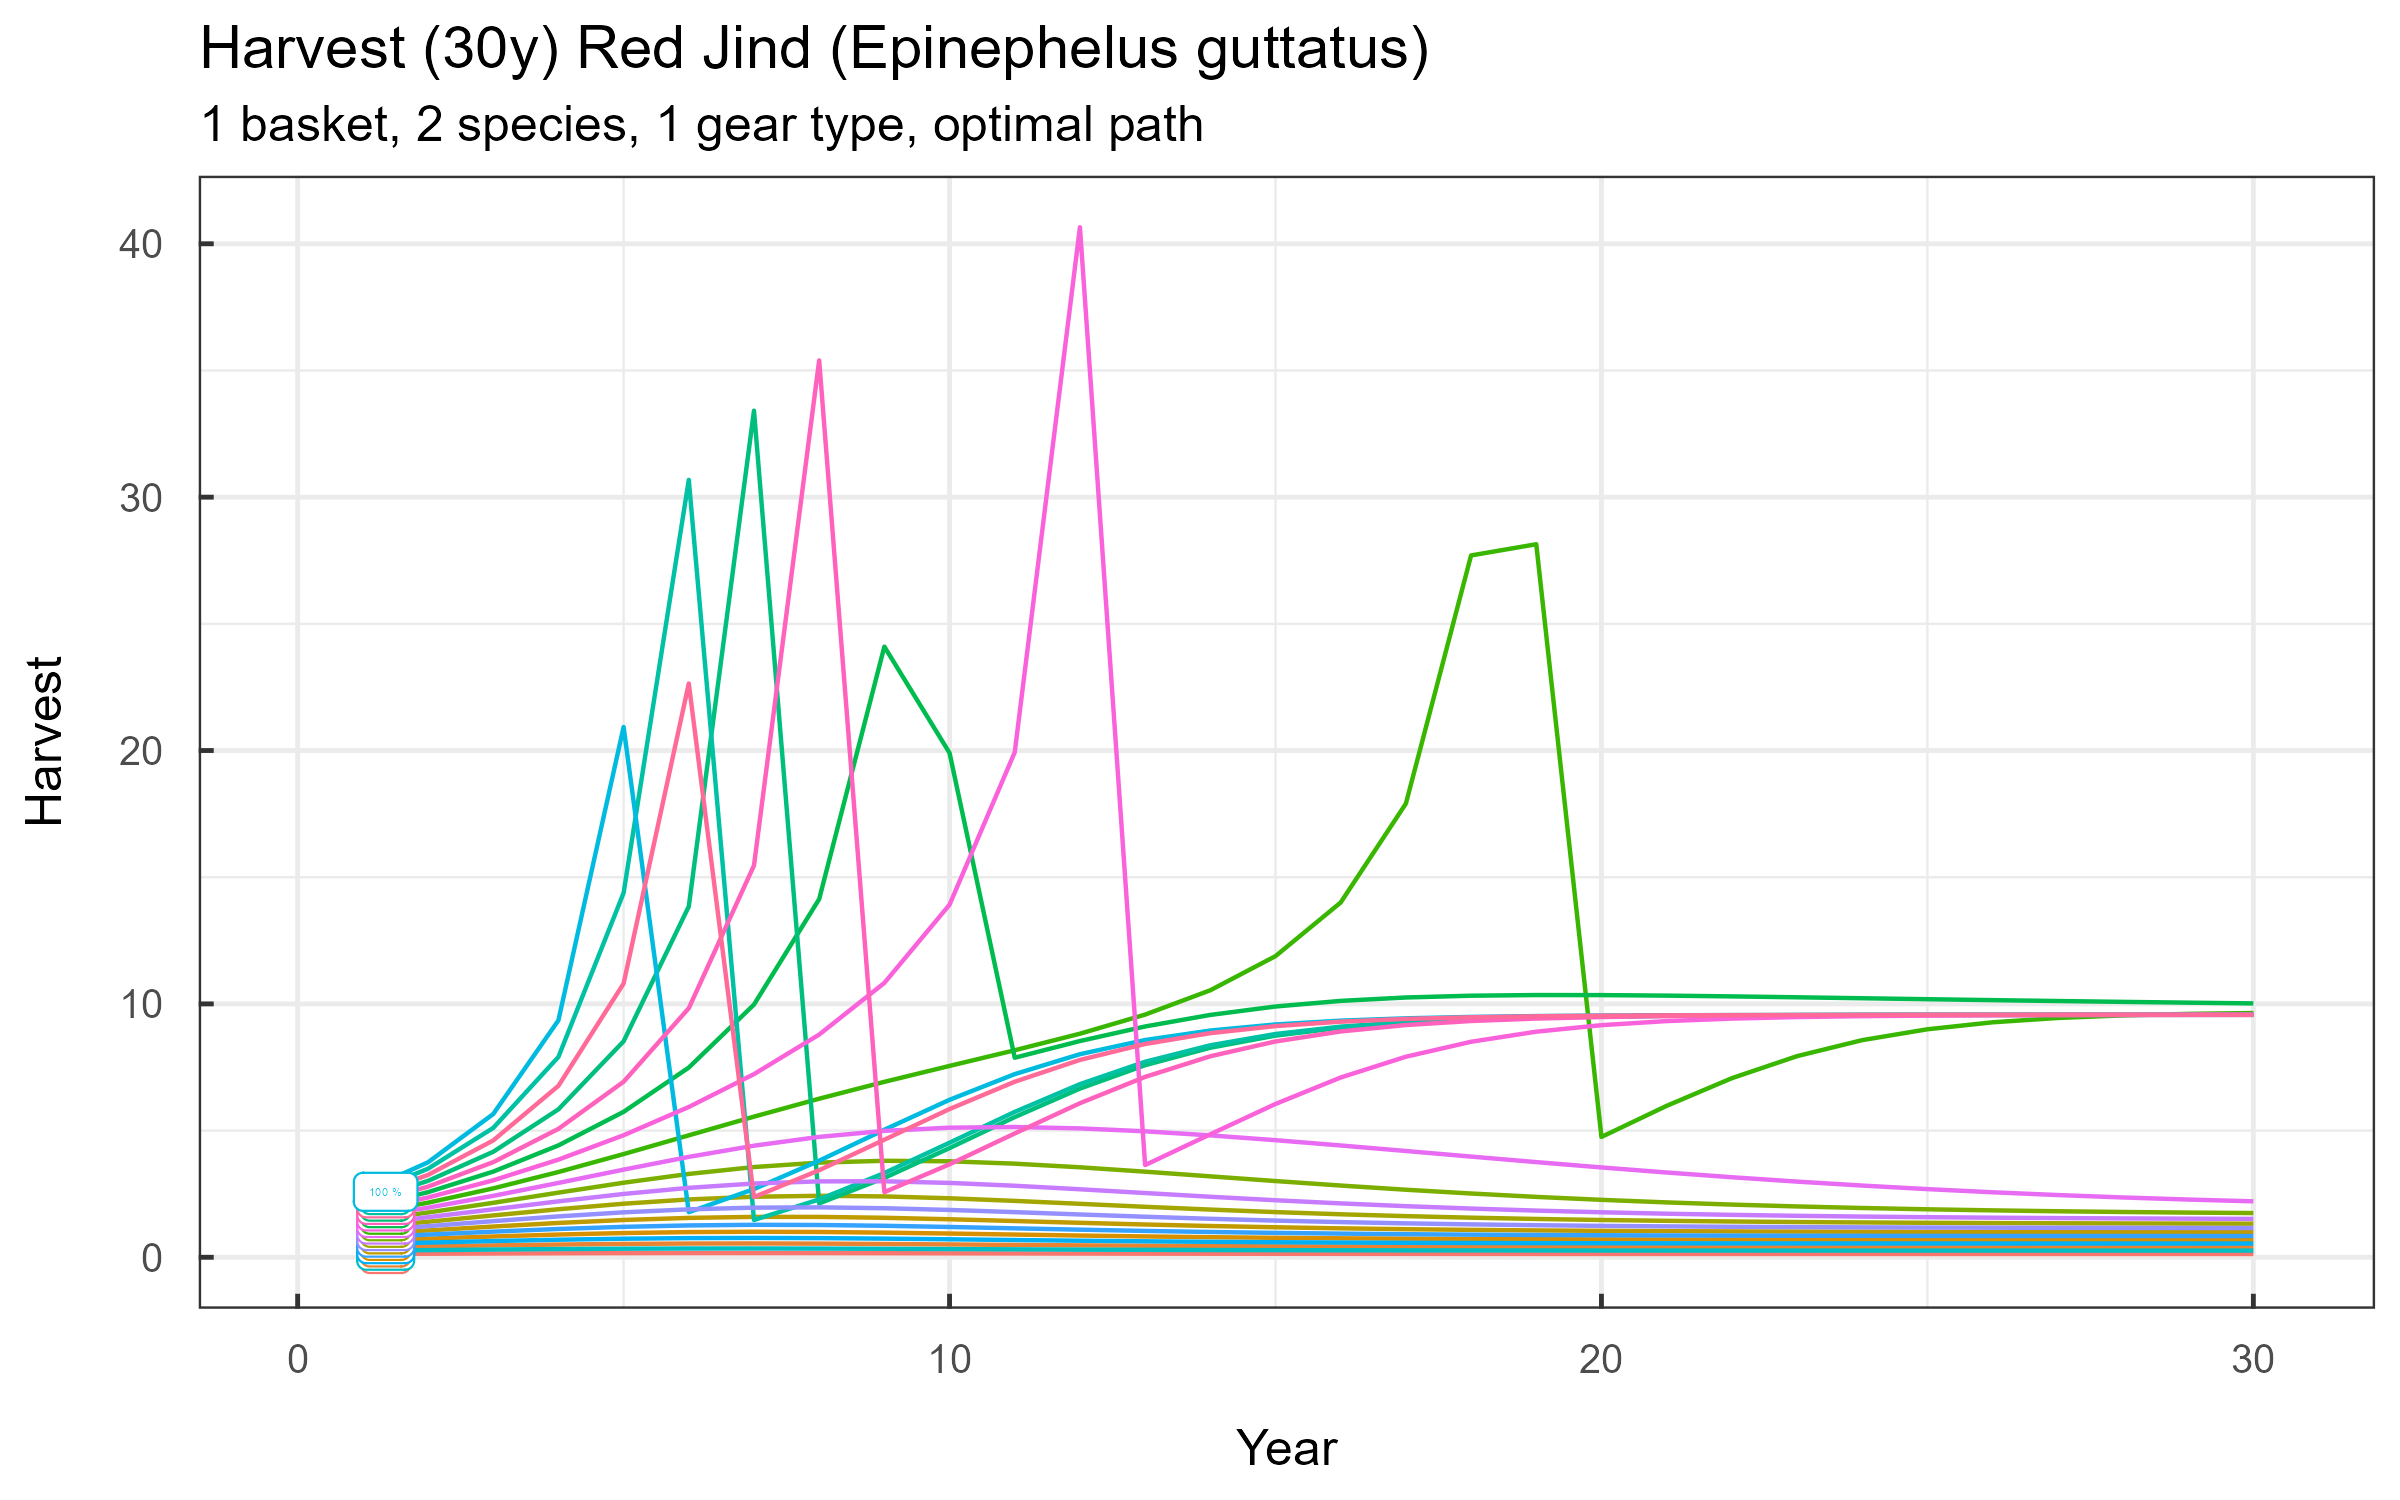 Harvest (30y) Red Jind (Epinephelus guttatus)
1 basket, 2 species, 1 gear type, optimal path
40
30
20
10
0
Harvest
100 %
0 10 20 30
Year